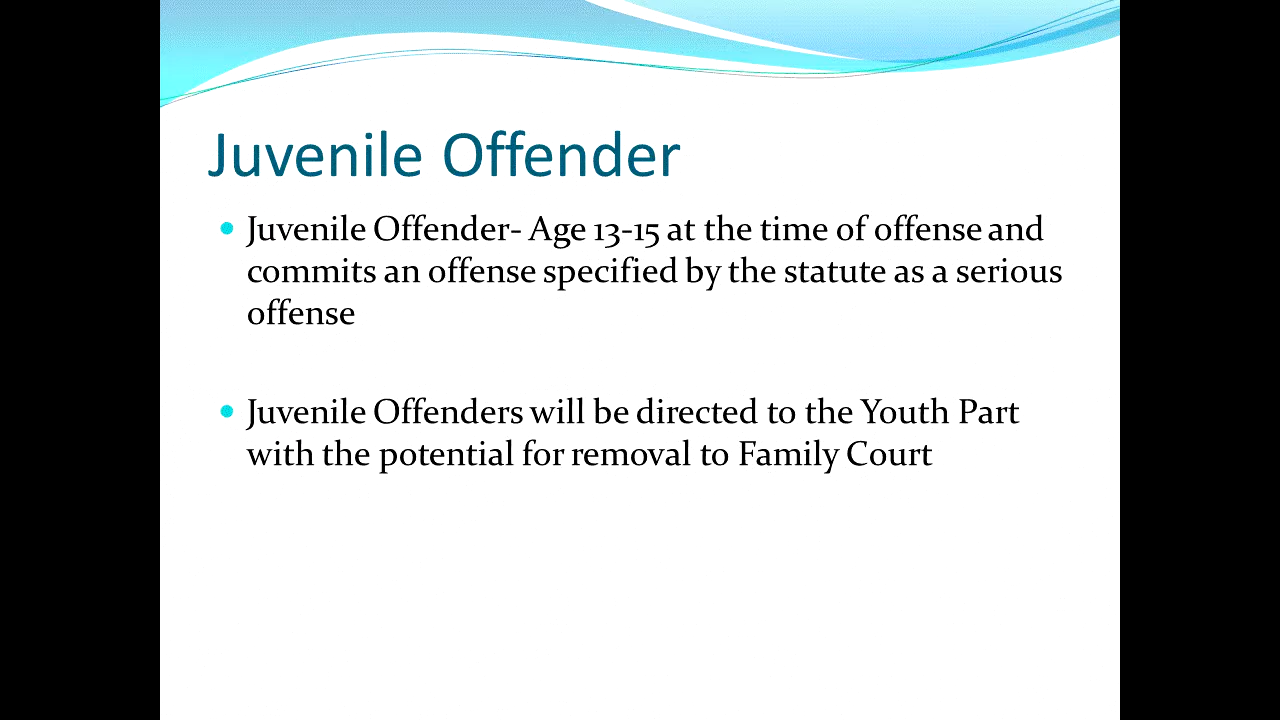 Juvenile Offender
• Juvenile Offender- Age 13-15 at the time of offense and
commits an offense specified by the statute as a serious
offense
• Juvenile Offenders will be directed to the Youth Part
with the potential for removal to Family Court